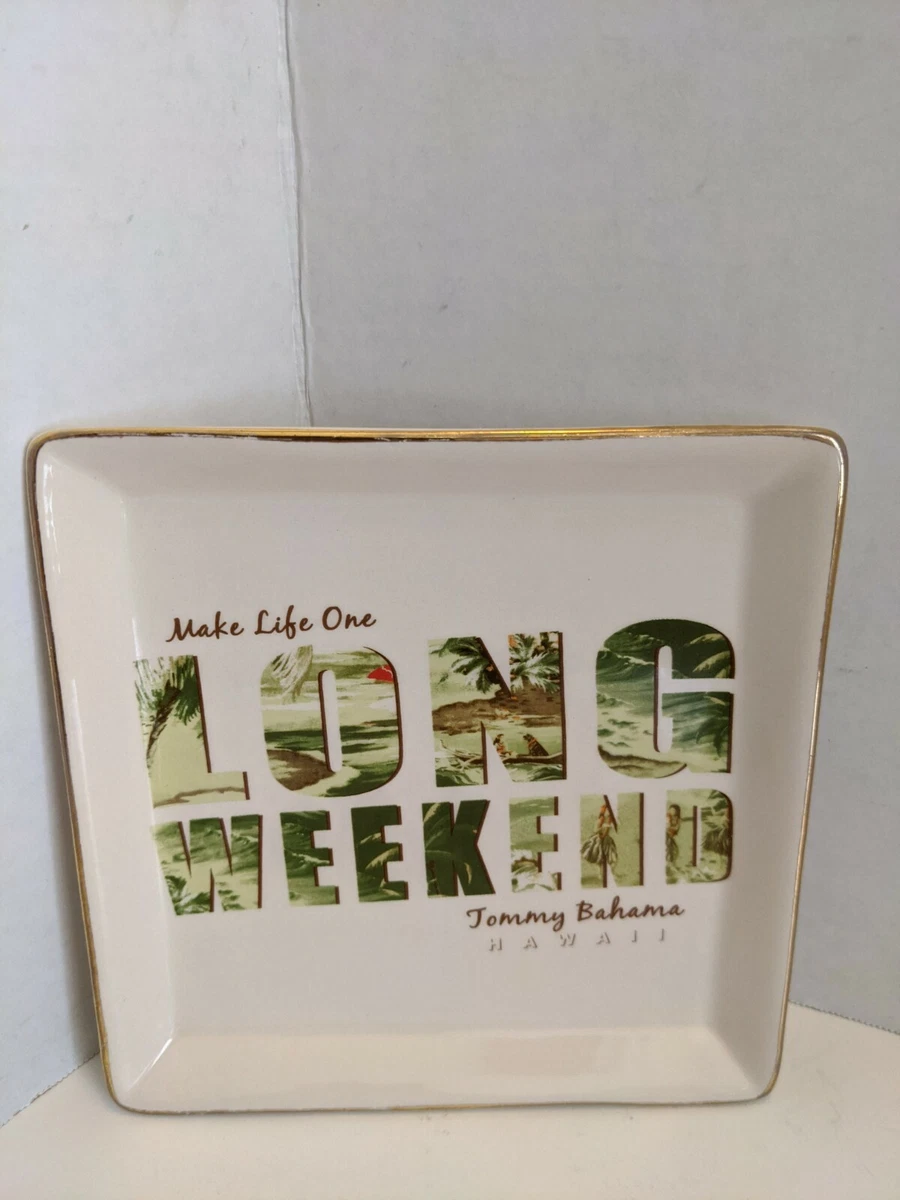 Make Life One
LONG
WEEKEND
Tommy Bahama
HAWAII